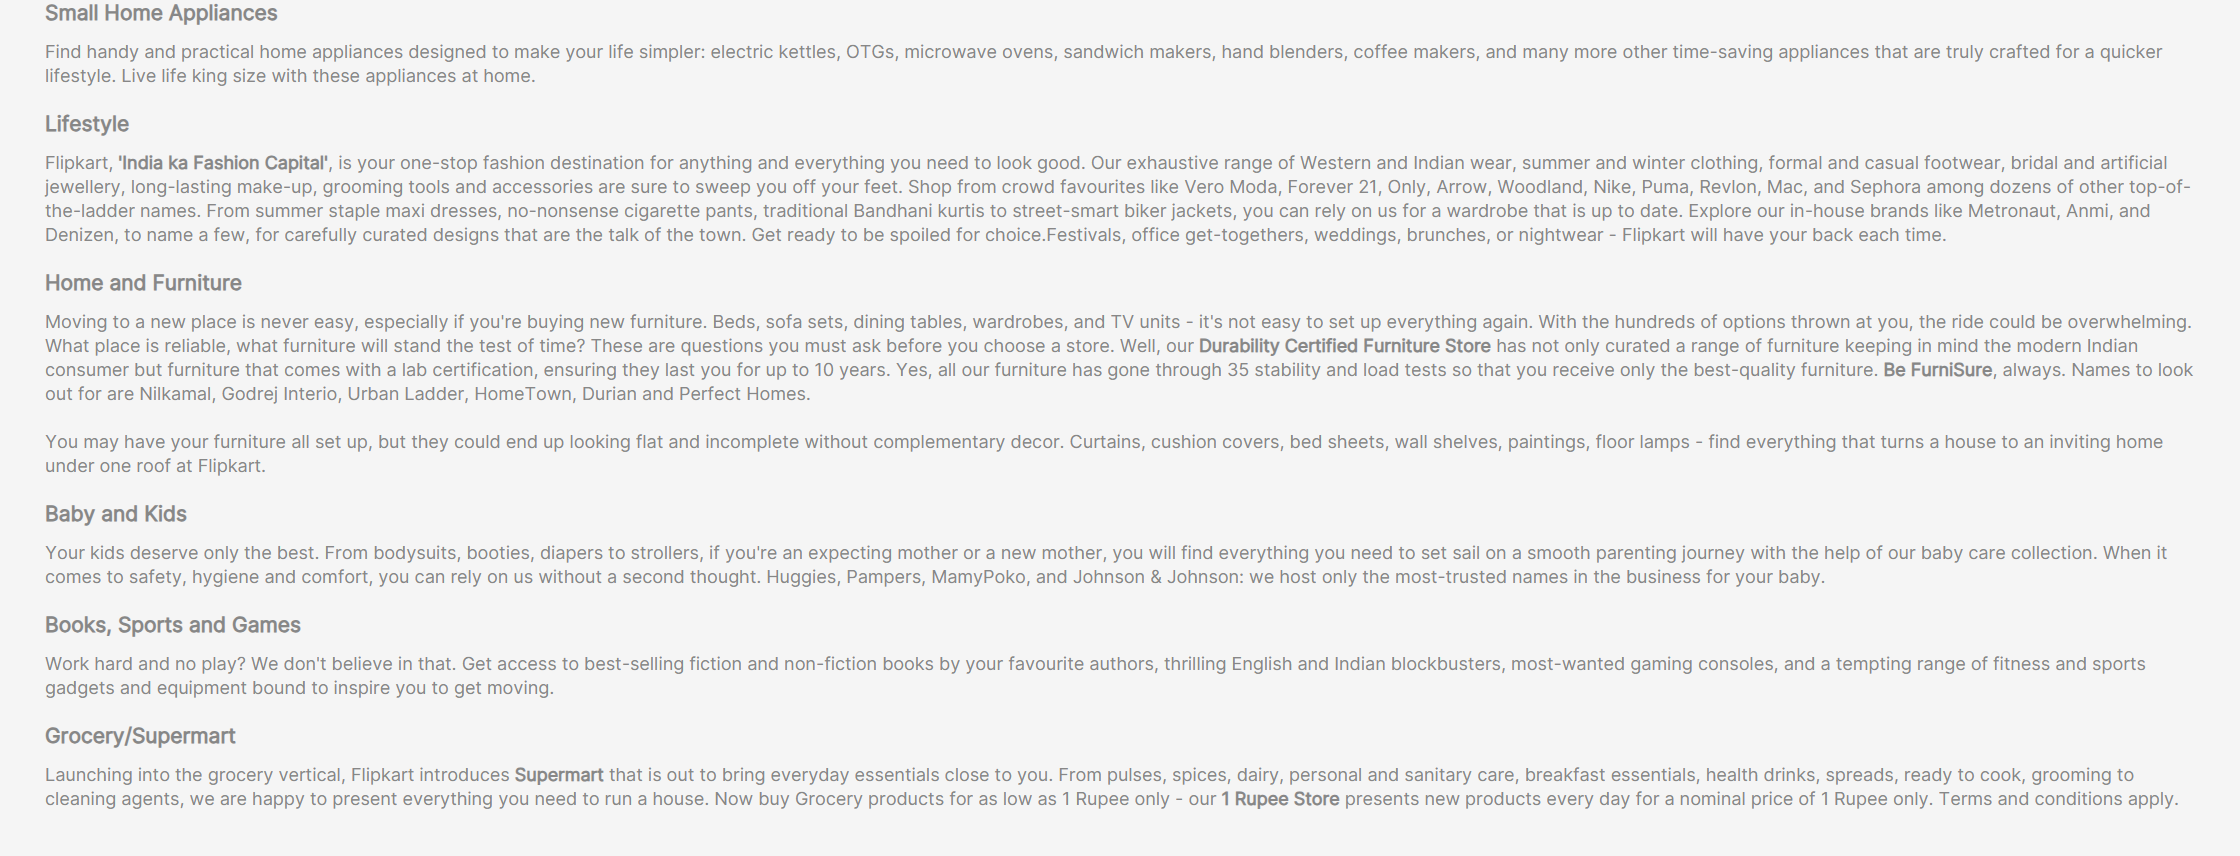 Small Home Appliances
Find handy and practical home appliances designed to make your life simpler: electric kettles, OTGs, microwave ovens, sandwich makers, hand blenders, coffee makers, and many more other time-saving appliances that are truly crafted for a quicker
lifestyle. Live life king size with these appliances at home.
Lifestyle
Flipkart, 'India ka Fashion Capital', is your one-stop fashion destination for anything and everything you need to look good. Our exhaustive range of Western and Indian wear, summer and winter clothing, formal and casual footwear, bridal and artificial
jewellery, long-lasting make-up, grooming tools and accessories are sure to sweep you off your feet. Shop from crowd favourites like Vero Moda, Forever 21, Only, Arrow, Woodland, Nike, Puma, Revlon, Mac, and Sephora among dozens of other top-of-
the-ladder names. From summer staple maxi dresses, no-nonsense cigarette pants, traditional Bandhani kurtis to street-smart biker jackets, you can rely on us for a wardrobe that is up to date. Explore our in-house brands like Metronaut, Anmi, and
Denizen, to name a few, for carefully curated designs that are the talk of the town. Get ready to be spoiled for choice.Festivals, office get-togethers, weddings, brunches, or nightwear - Flipkart will have your back each time.
Home and Furniture
Moving to a new place is never easy, especially if you're buying new furniture. Beds, sofa sets, dining tables, wardrobes, and TV units - it's not easy to set up everything again. With the hundreds of options thrown at you, the ride could be overwhelming.
What place is reliable, what furniture will stand the test of time? These are questions you must ask before you choose a store. Well, our Durability Certified Furniture Store has not only curated a range of furniture keeping in mind the modern Indian
consumer but furniture that comes with a lab certification, ensuring they last you for up to 10 years. Yes, all our furniture has gone through 35 stability and load tests so that you receive only the best-quality furniture. Be FurniSure, always. Names to look
out for are Nilkamal, Godrej Interio, Urban Ladder, HomeTown, Durian and Perfect Homes.
You may have your furniture all set up, but they could end up looking flat and incomplete without complementary decor. Curtains, cushion covers, bed sheets, wall shelves, paintings, floor lamps - find everything that turns a house to an inviting home
under one roof at Flipkart.
Baby and Kids
Your kids deserve only the best. From bodysuits, booties, diapers to strollers, if you're an expecting mother or a new mother, you will find everything you need to set sail on a smooth parenting journey with the help of our baby care collection. When it
comes to safety, hygiene and comfort, you can rely on us without a second thought. Huggies, Pampers, MamyPoko, and Johnson & Johnson: we host only the most-trusted names in the business for your baby.
Books, Sports and Games
Work hard and no play? We don't believe in that. Get access to best-selling fiction and non-fiction books by your favourite authors, thrilling English and Indian blockbusters, most-wanted gaming consoles, and a tempting range of fitness and sports
gadgets and equipment bound to inspire you to get moving.
Grocery/Supermart
Launching into the grocery vertical, Flipkart introduces Supermart that is out to bring everyday essentials close to you. From pulses, spices, dairy, personal and sanitary care, breakfast essentials, health drinks, spreads, ready to cook, grooming to
cleaning agents, we are happy to present everything you need to run a house. Now buy Grocery products for as low as 1 Rupee only - our 1 Rupee Store presents new products every day for a nominal price of 1 Rupee only. Terms and conditions apply.